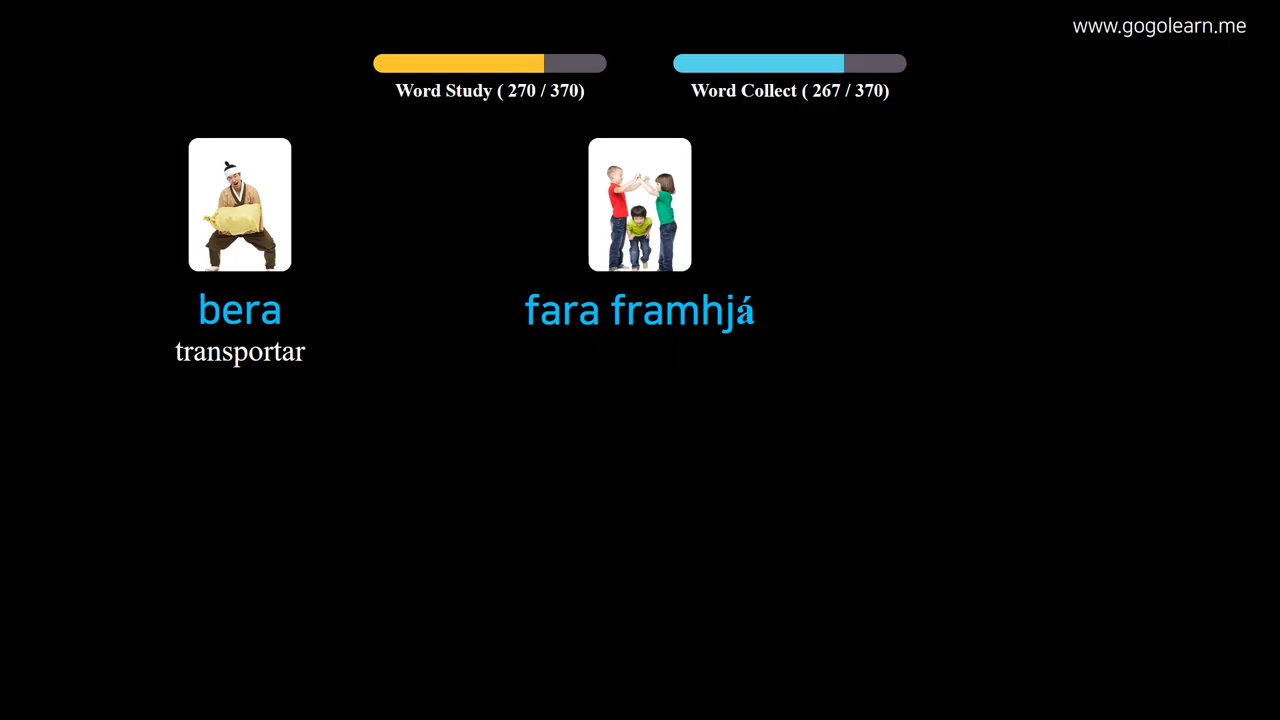 www.gogolearn.me
Word Study ( 270 / 370)
Word Collect ( 267 / 370)
bera
transportar
fara framhjá